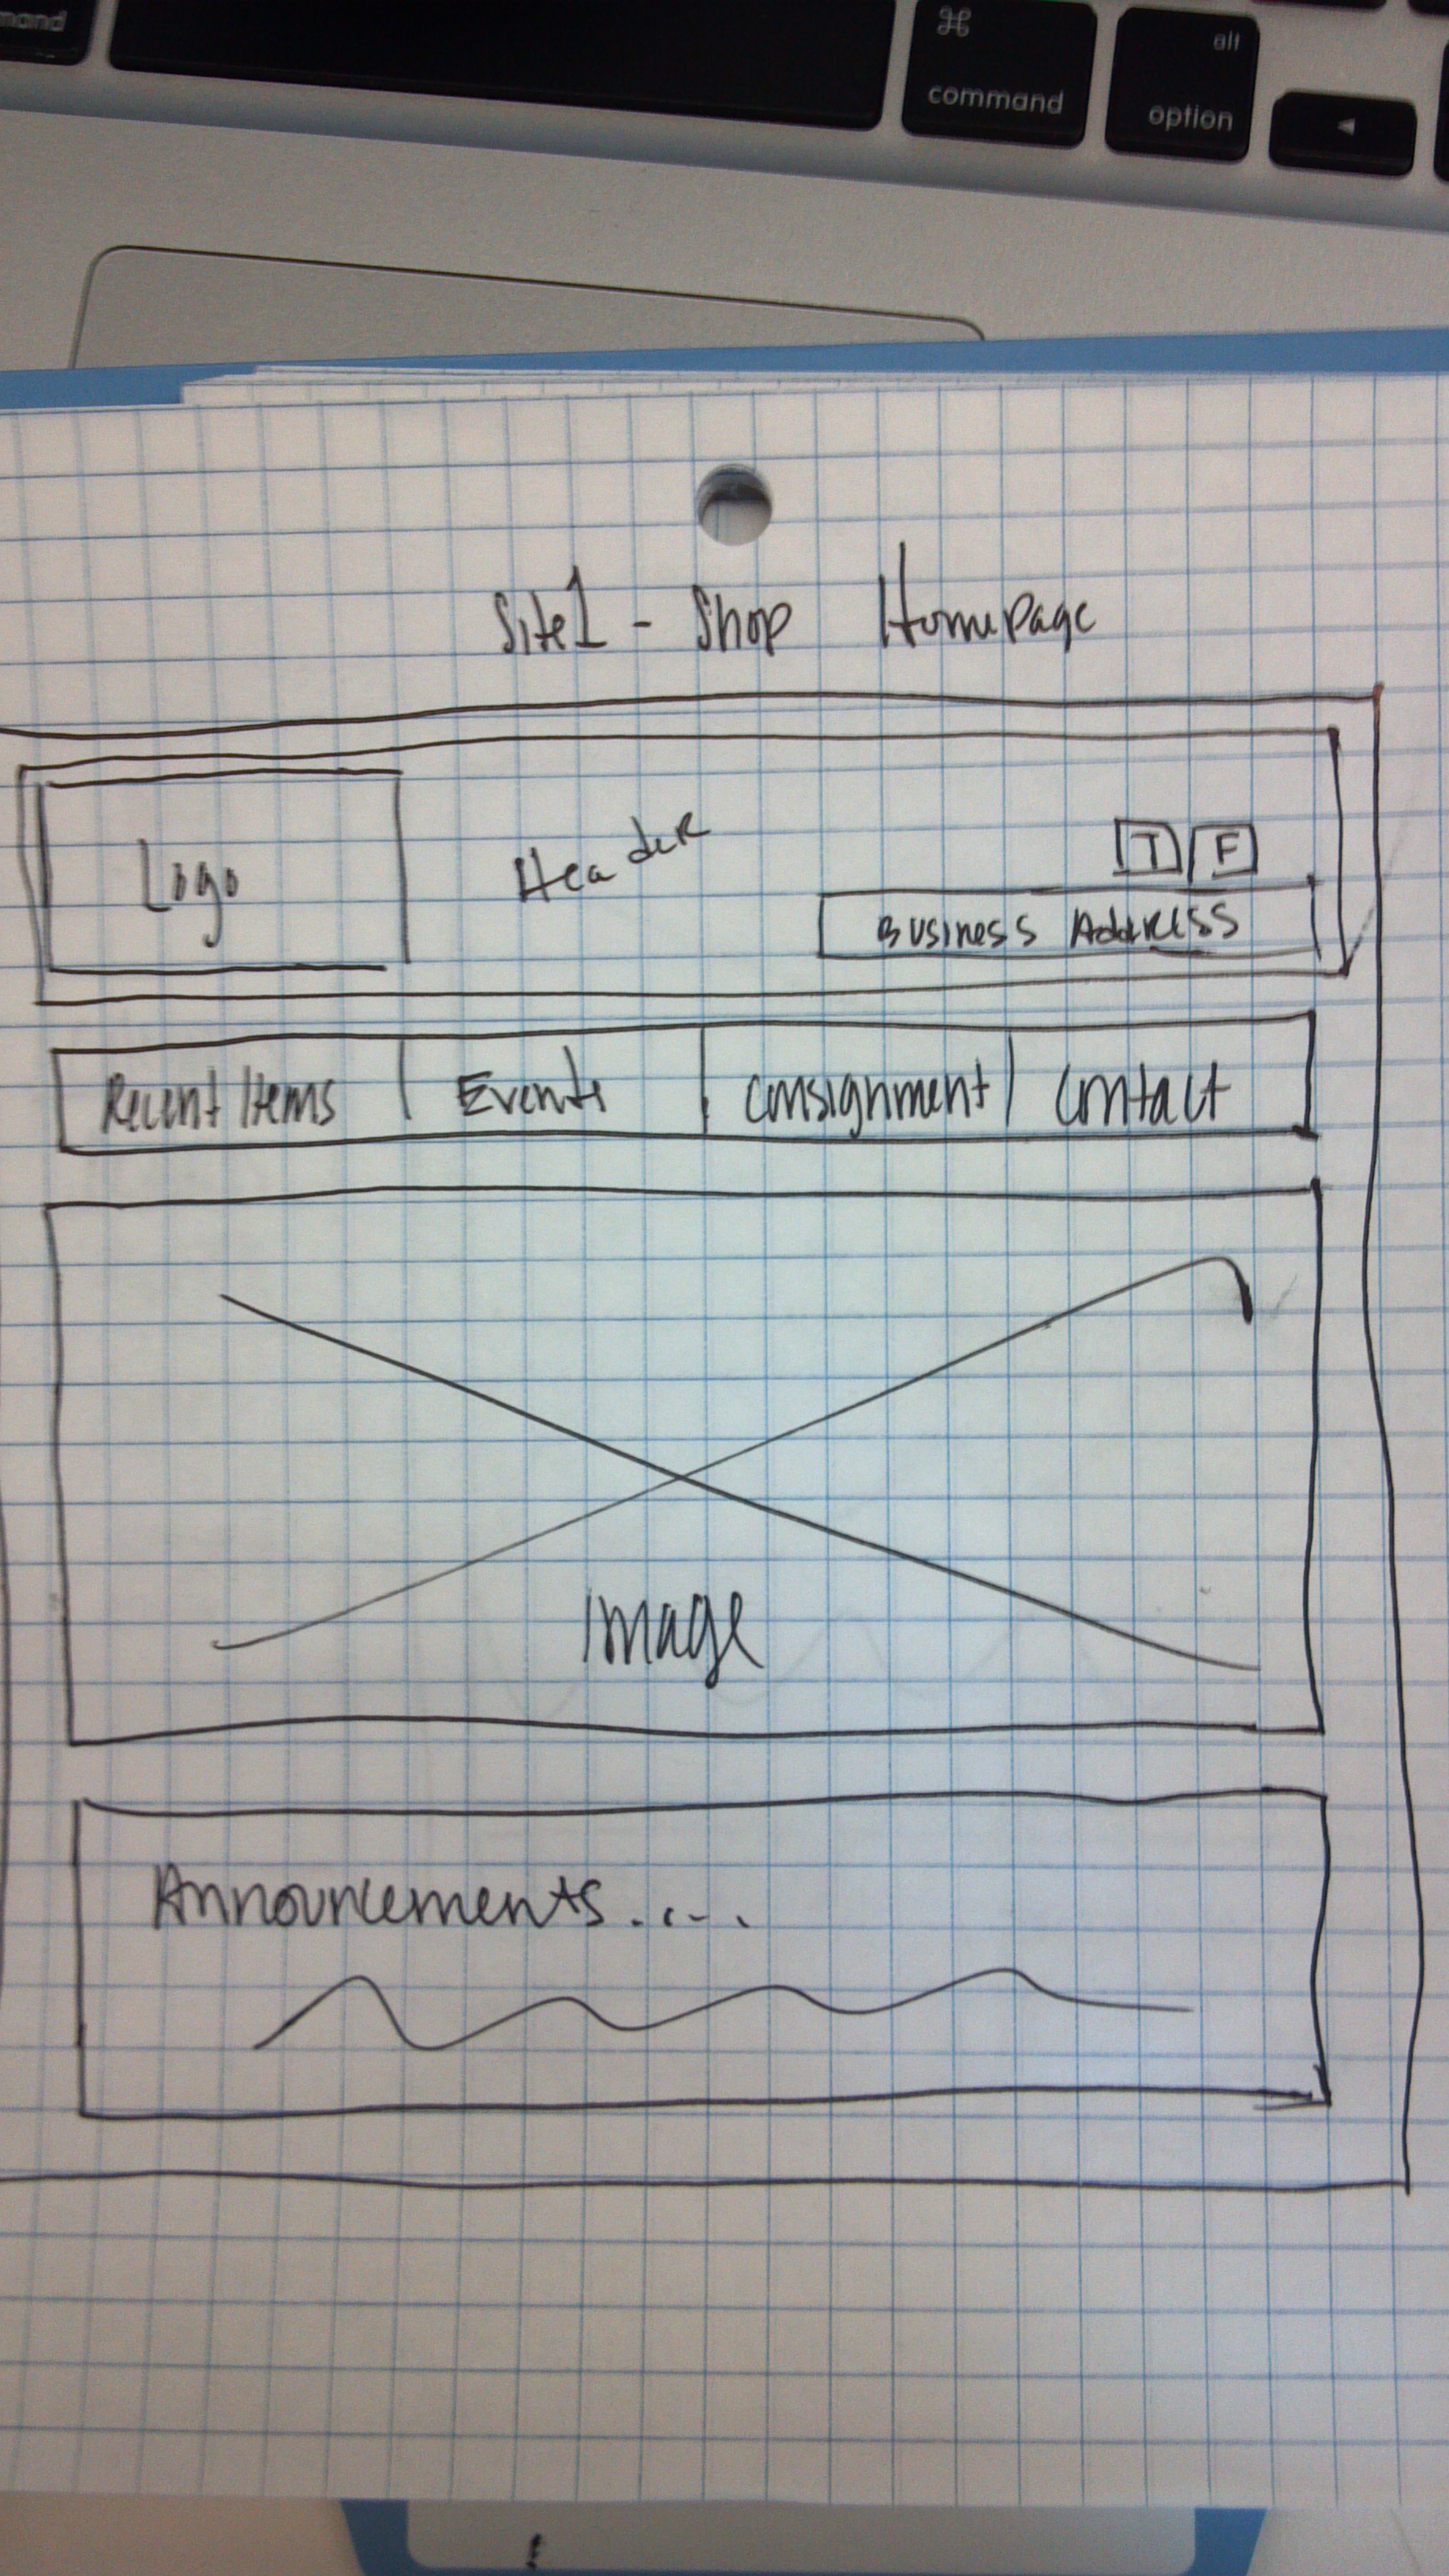 mand
⌘
command
alt
option
Site1 - Shop HomePage
Logo
Header
T F
Business Address
Recent Items Events Consignment Contact
Image
Announcements....